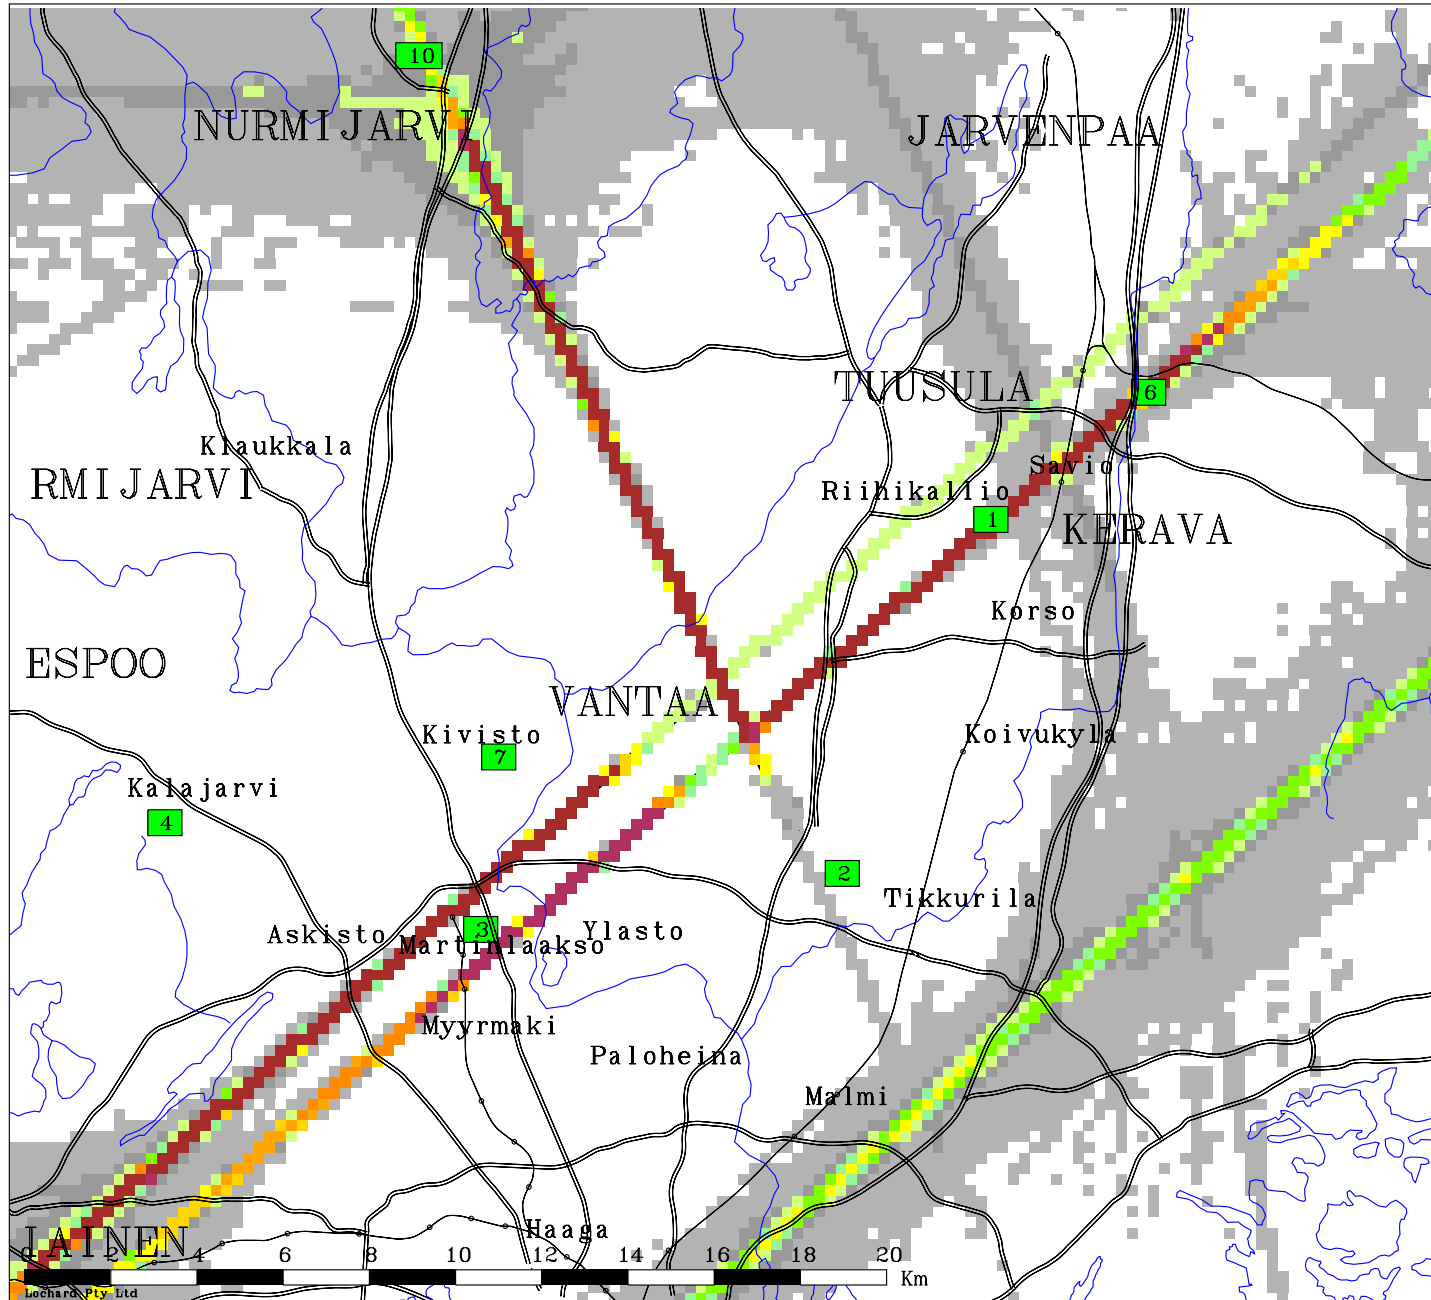 10
NURMIJARVI
JARVENPAA
TUUSULA
6
Klaukkala
Savio
RMIJARVI
Riihikallio
1
KERAVA
Korso
ESPOO
VANTAA
Kivisto
Koivukyla
7
Kalajarvi
4
2
Tikkurila
3
Askisto
Ylasto
Martinlaakso
Myyrmaki
Paloheina
Malmi
Haaga
IAINEN
0 2 4 6 8 10 12 14 16 18 20
Km
Lochard Pty Ltd